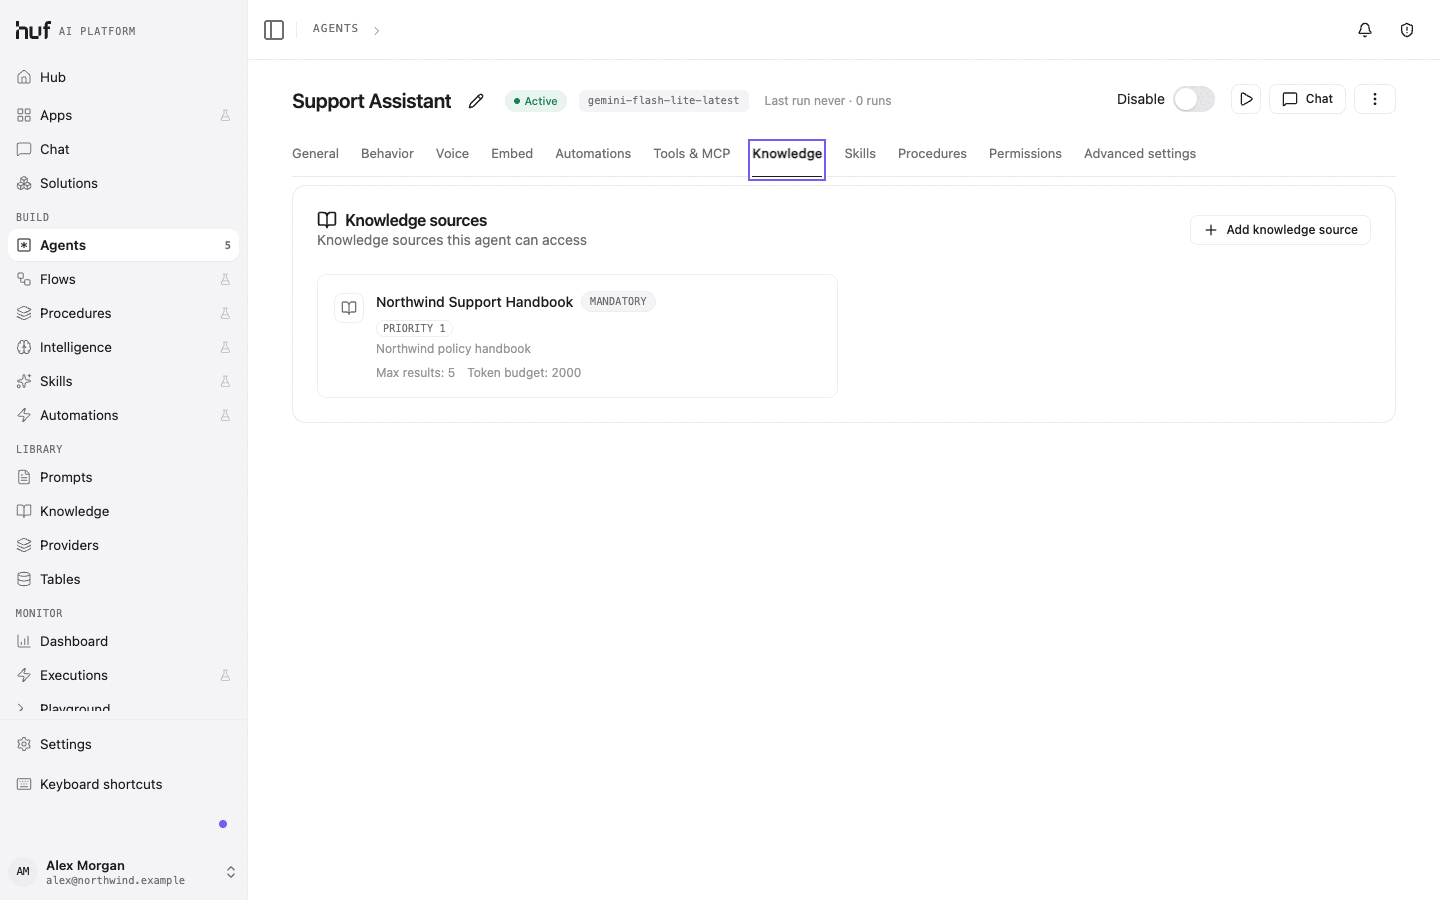 huf AI PLATFORM
Hub
Apps
Chat
Solutions
BUILD
Agents 5
Flows
Procedures
Intelligence
Skills
Automations
LIBRARY
Prompts
Knowledge
Providers
Tables
MONITOR
Dashboard
Executions
Playground
Settings
Keyboard shortcuts
AM
Alex Morgan
alex@northwind.example
AGENTS
Support Assistant
Active
gemini-flash-lite-latest
Last run never · 0 runs
Disable
Chat
General Behavior Voice Embed Automations Tools & MCP Knowledge Skills Procedures Permissions Advanced settings
Knowledge sources
Knowledge sources this agent can access
Add knowledge source
Northwind Support Handbook MANDATORY
PRIORITY 1
Northwind policy handbook
Max results: 5 Token budget: 2000